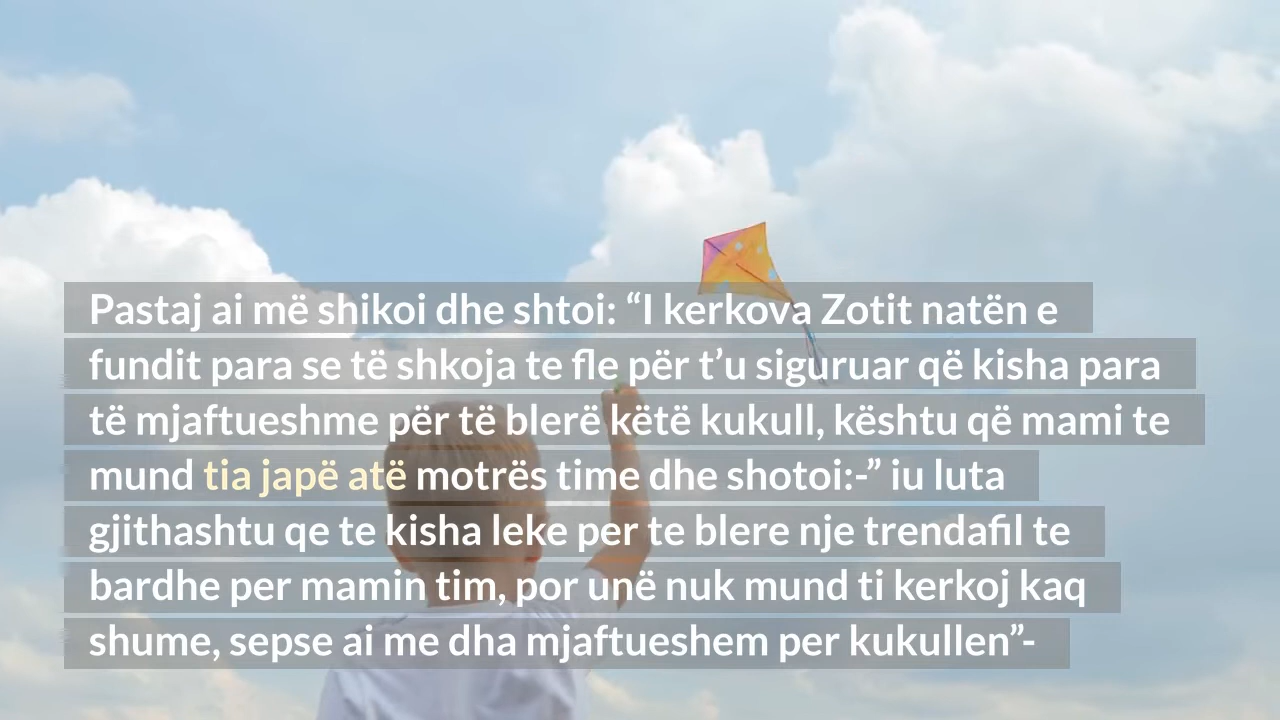 Pastaj ai më shikoi dhe shtoi: “I kerkova Zotit natën e
fundit para se të shkoja te fle për t’u siguruar që kisha para
të mjaftueshme për të blerë këtë kukull, kështu që mami te
mund tia japë atë motrës time dhe shotoi:-” iu luta
gjithashtu qe te kisha leke per te blere nje trendafil te
bardhe per mamin tim, por unë nuk mund ti kerkoj kaq
shume, sepse ai me dha mjaftueshem per kukullen”-